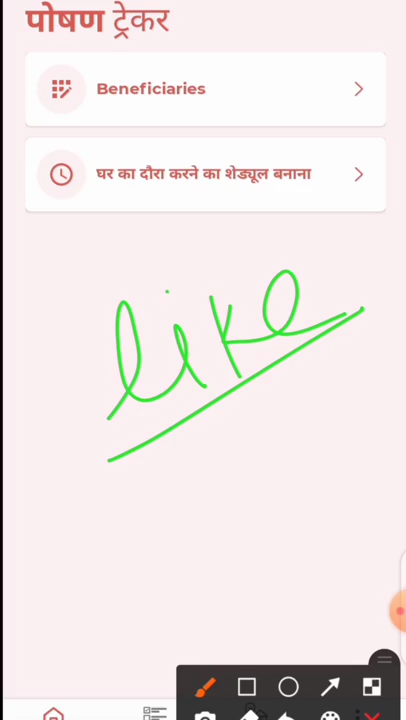 पोषण ट्रेकर
Beneficiaries
घर का दौरा करने का शेड्यूल बनाना
like